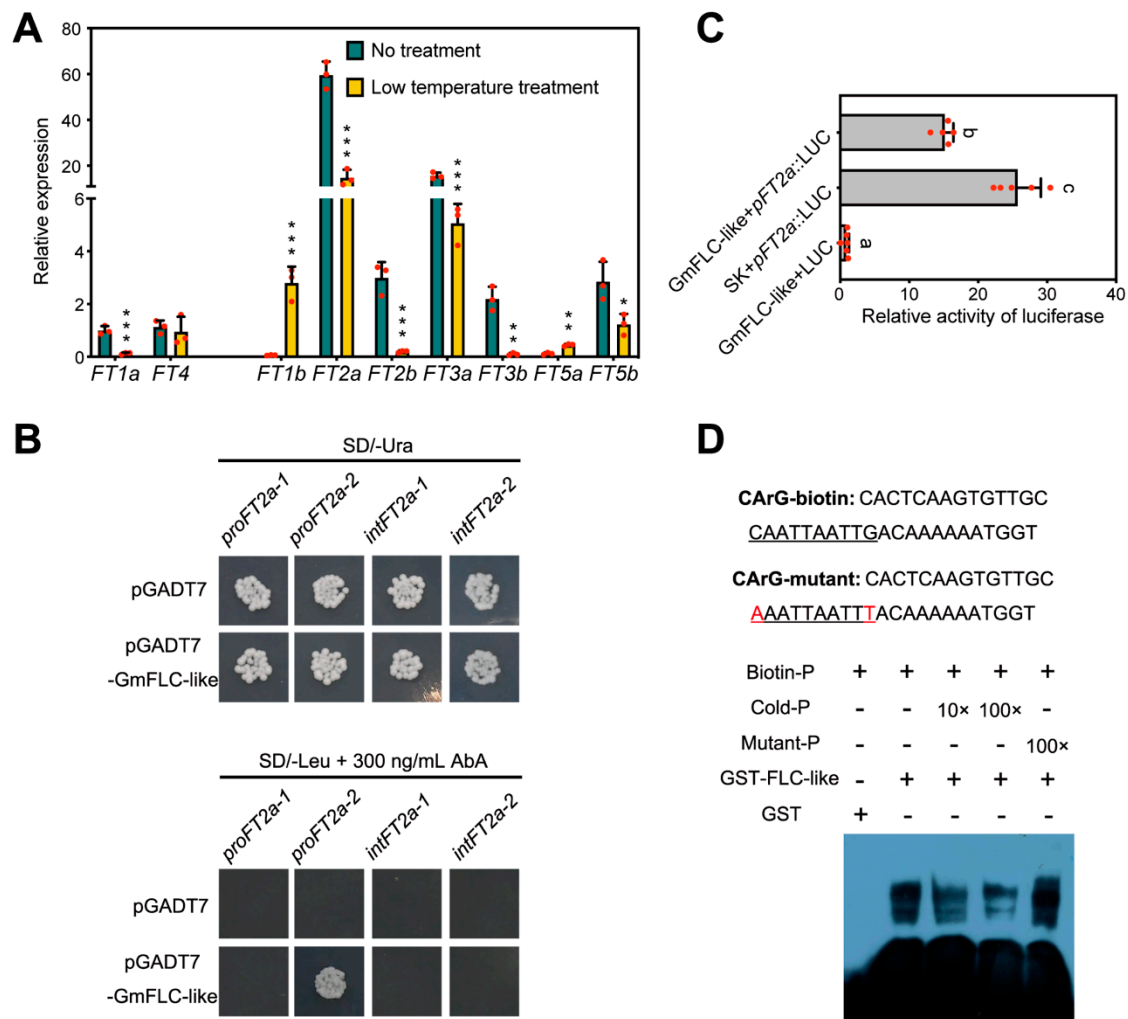 A
80
60
40
20
6
4
2
0
Relative expression
No treatment
Low temperature treatment
***
***
***
***
***
**
**
*
FT1a FT4 FT1b FT2a FT2b FT3a FT3b FT5a FT5b
C
GmFLC-like+pFT2a::LUC
SK+pFT2a::LUC
GmFLC-like+LUC
b
c
a
0 10 20 30 40
Relative activity of luciferase
B
SD/-Ura
proFT2a-1 proFT2a-2 intFT2a-1 intFT2a-2
pGADT7
pGADT7
-GmFLC-like
SD/-Leu + 300 ng/mL AbA
proFT2a-1 proFT2a-2 intFT2a-1 intFT2a-2
pGADT7
pGADT7
-GmFLC-like
D
CArG-biotin: CACTCAAGTGTTGC
CAATTAATTGACAAAAAATGGT
CArG-mutant: CACTCAAGTGTTGC
AAATTAATTTACAAAAAATGGT
Biotin-P + + + + +
Cold-P - - 10× 100× -
Mutant-P - - - - 100×
GST-FLC-like - + + + +
GST + - - - -